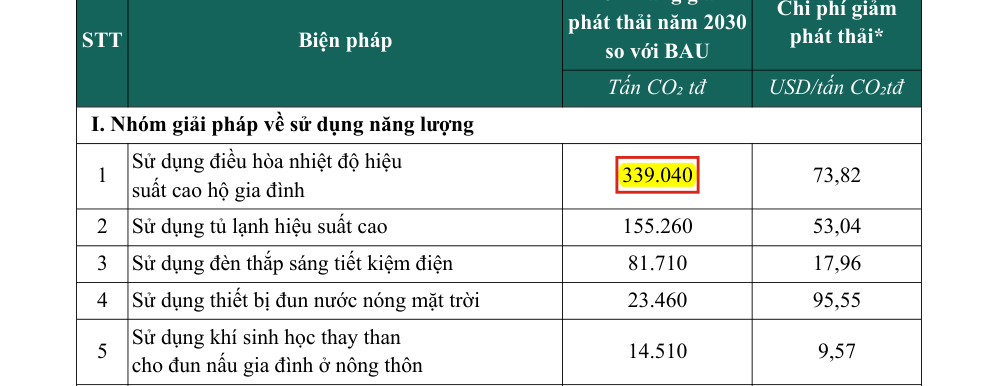 STT
Biện pháp
phát thải năm 2030
so với BAU
Chi phí giảm
phát thải*
Tấn CO₂ tđ
USD/tấn CO₂tđ
I. Nhóm giải pháp về sử dụng năng lượng
1
Sử dụng điều hòa nhiệt độ hiệu
suất cao hộ gia đình
339.040
73,82
2
Sử dụng tủ lạnh hiệu suất cao
155.260
53,04
3
Sử dụng đèn thắp sáng tiết kiệm điện
81.710
17,96
4
Sử dụng thiết bị đun nước nóng mặt trời
23.460
95,55
5
Sử dụng khí sinh học thay than
cho đun nấu gia đình ở nông thôn
14.510
9,57